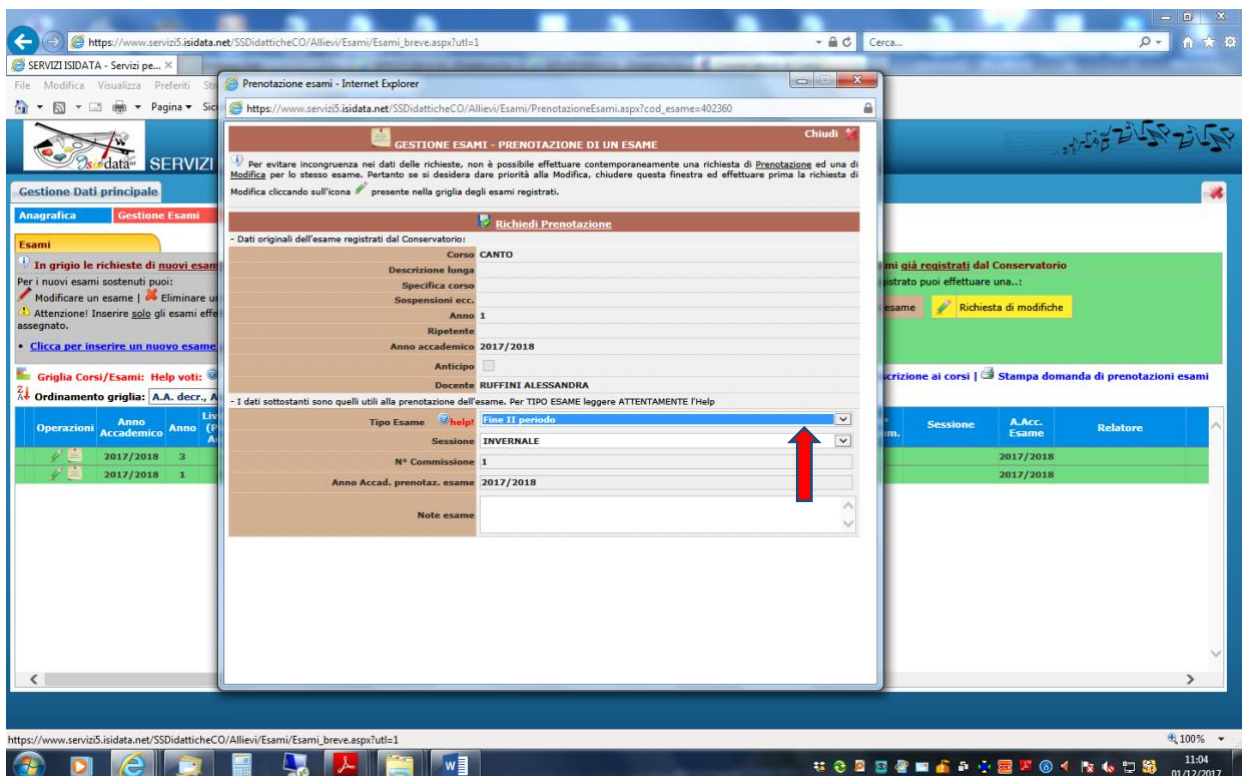 https://www.servizi5.isidata.net/SSDidatticheCO/Allievi/Esami/Esami_breve.aspx?utl=1
Cerca...
SERVIZI ISIDATA - Servizi pe...
File Modifica Visualizza Preferiti
Pagina
Prenotazione esami - Internet Explorer
https://www.servizi5.isidata.net/SSDidatticheCO/Allievi/Esami/PrenotazioneEsami.aspx?cod_esame=402360
Isidata
SERVIZI
Chiudi
GESTIONE ESAMI - PRENOTAZIONE DI UN ESAME
Per evitare incongruenza nei dati delle richieste, non è possibile effettuare contemporaneamente una richiesta di Prenotazione ed una di
Modifica per lo stesso esame. Pertanto se si desidera dare priorità alla Modifica, chiudere questa finestra ed effettuare prima la richiesta di
Modifica cliccando sull'icona presente nella griglia degli esami registrati.
Richiedi Prenotazione
- Dati originali dell'esame registrati dal Conservatorio:
Corso CANTO
Descrizione lunga
Specifica corso
Sospensioni ecc.
Anno 1
Ripetente
Anno accademico 2017/2018
Anticipo
Docente RUFFINI ALESSANDRA
- I dati sottostanti sono quelli utili alla prenotazione dell'esame. Per TIPO ESAME leggere ATTENTAMENTE l'Help
Tipo Esame help! Fine II periodo
Sessione INVERNALE
N° Commissione 1
Anno Accad. prenotaz. esame 2017/2018
Note esame
Gestione Dati principale
Anagrafica Gestione Esami
Esami
In grigio le richieste di nuovi esam
Per i nuovi esami sostenuti puoi:
Modificare un esame | Eliminare un
Attenzione! Inserire solo gli esami effe
assegnato.
• Clicca per inserire un nuovo esame
mi già registrati dal Conservatorio
gistrato puoi effettuare una..:
esame Richiesta di modifiche
Griglia Corsi/Esami: Help voti:
scrizione ai corsi | Stampa domanda di prenotazioni esami
Ordinamento griglia: A.A. decr., A
Operazioni Anno Accademico Anno Sessione A.Acc. Esame Relatore
2017/2018 3 2017/2018
2017/2018 1 2017/2018
https://www.servizi5.isidata.net/SSDidatticheCO/Allievi/Esami/Esami_breve.aspx?utl=1
100%
11:04
01/12/2017